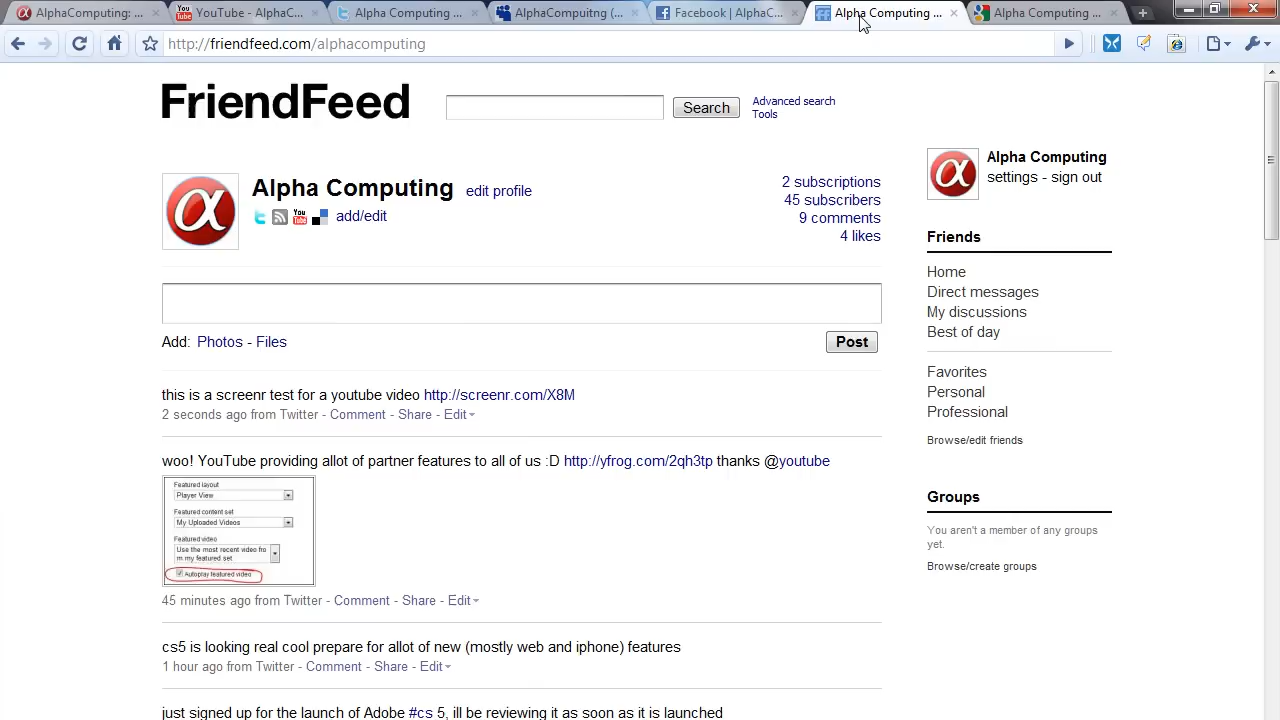 AlphaComputing: ...
YouTube - AlphaC...
Alpha Computing ...
AlphaComputng (...
Facebook | AlphaC...
Alpha Computing ...
Alpha Computing ...
http://friendfeed.com/alphacomputing
FriendFeed
Search
Advanced search
Tools
Alpha Computing edit profile
add/edit
2 subscriptions
45 subscribers
9 comments
4 likes
Add: Photos - Files
Post
this is a screenr test for a youtube video http://screenr.com/X8M
2 seconds ago from Twitter - Comment - Share - Edit
woo! YouTube providing allot of partner features to all of us :D http://yfrog.com/2qh3tp thanks @youtube
Featured layout
Player View
Featured content set
My Uploaded Videos
Featured video
Use the most recent video fro
m my featured set
Autoplay featured video
45 minutes ago from Twitter - Comment - Share - Edit
cs5 is looking real cool prepare for allot of new (mostly web and iphone) features
1 hour ago from Twitter - Comment - Share - Edit
just signed up for the launch of Adobe #cs 5, ill be reviewing it as soon as it is launched
Alpha Computing
settings - sign out
Friends
Home
Direct messages
My discussions
Best of day
Favorites
Personal
Professional
Browse/edit friends
Groups
You aren't a member of any groups
yet.
Browse/create groups